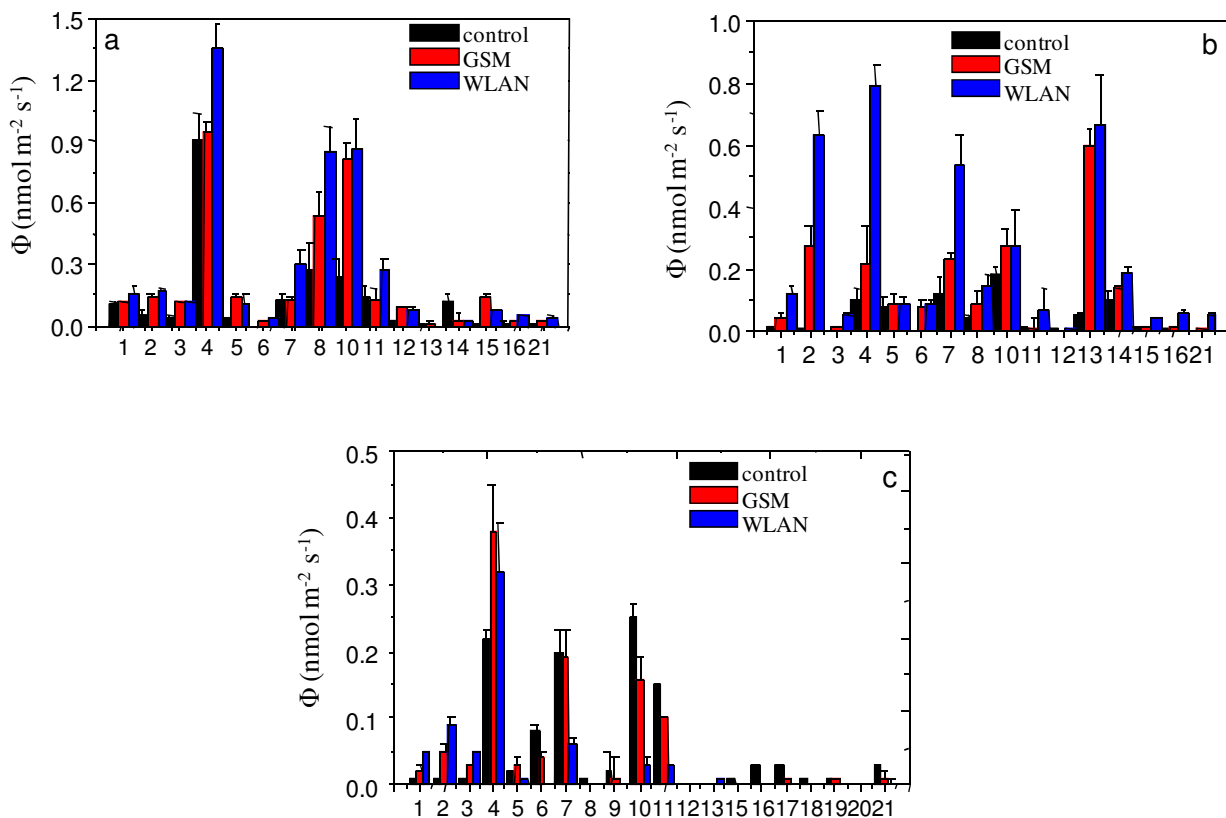 a
control
GSM
WLAN
Φ (nmol m⁻² s⁻¹)
1.5
1.2
0.9
0.6
0.3
0.0
1 2 3 4 5 6 7 8 10 11 12 13 14 15 16 21
b
control
GSM
WLAN
Φ (nmol m⁻² s⁻¹)
1.0
0.8
0.6
0.4
0.2
0.0
1 2 3 4 5 6 7 8 10 11 12 13 14 15 16 21
c
control
GSM
WLAN
Φ (nmol m⁻² s⁻¹)
0.5
0.4
0.3
0.2
0.1
0.0
1 2 3 4 5 6 7 8 9 10 11 12 13 15 16 17 18 19 20 21